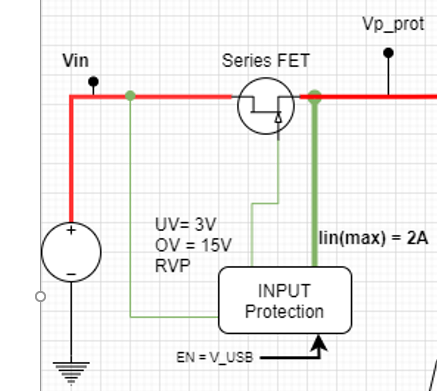 Vp_prot
Vin
Series FET
+
UV= 3V
OV = 15V
RVP
Iin(max) = 2A
−
INPUT
Protection
EN = V_USB